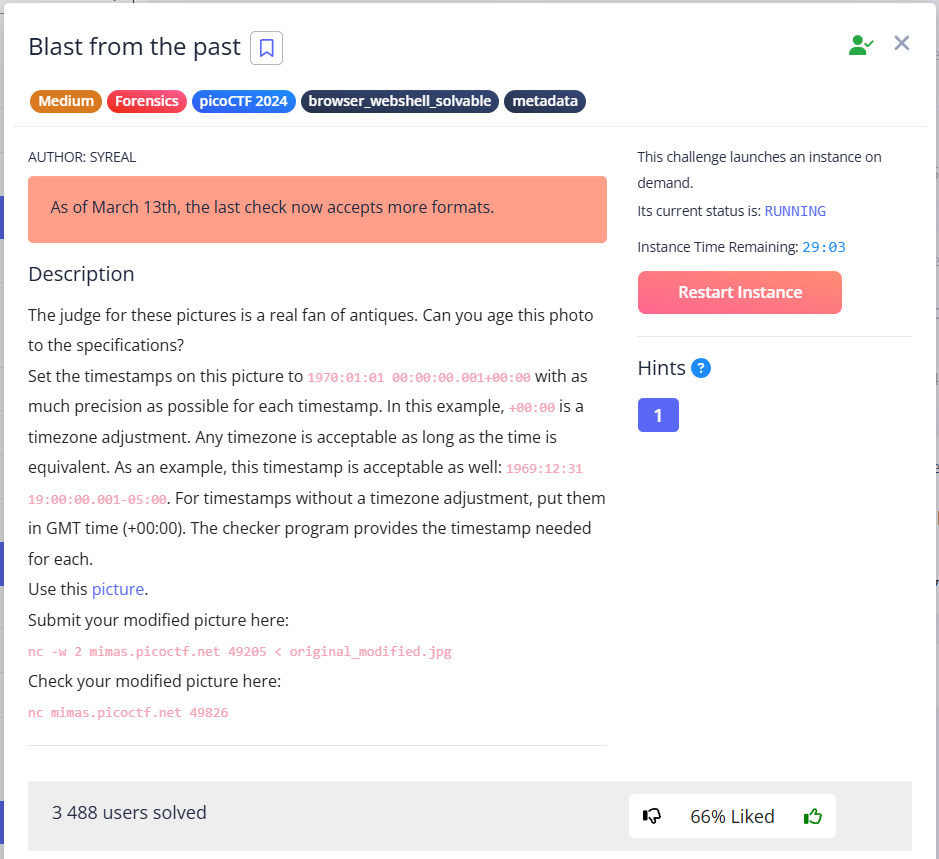 Blast from the past
Medium Forensics picoCTF 2024 browser_webshell_solvable metadata
AUTHOR: SYREAL
As of March 13th, the last check now accepts more formats.
Description
The judge for these pictures is a real fan of antiques. Can you age this photo
to the specifications?
Set the timestamps on this picture to 1970:01:01 00:00:00.001+00:00 with as
much precision as possible for each timestamp. In this example, +00:00 is a
timezone adjustment. Any timezone is acceptable as long as the time is
equivalent. As an example, this timestamp is acceptable as well: 1969:12:31
19:00:00.001-05:00. For timestamps without a timezone adjustment, put them
in GMT time (+00:00). The checker program provides the timestamp needed
for each.
Use this picture.
Submit your modified picture here:
nc -w 2 mimas.picoctf.net 49205 < original_modified.jpg
Check your modified picture here:
nc mimas.picoctf.net 49826
This challenge launches an instance on
demand.
Its current status is: RUNNING
Instance Time Remaining: 29:03
Restart Instance
Hints ?
1
3 488 users solved
66% Liked